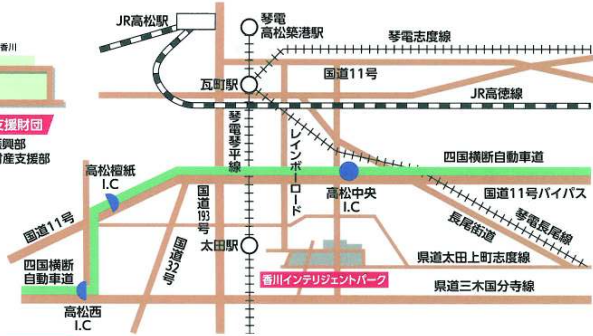 JR高松駅
琴電
高松築港駅
琴電志度線
香川
国道11号
瓦町駅
JR高徳線
支援財団
振興部
財産支援部
琴電琴平線
レインボーロード
四国横断自動車道
高松檀紙
I.C
高松中央
I.C
国道11号バイパス
国道193号
長尾街道
琴電長尾線
国道11号
国道32号
太田駅
四国横断
自動車道
県道太田上町志度線
香川インテリジェントパーク
県道三木国分寺線
高松西
I.C